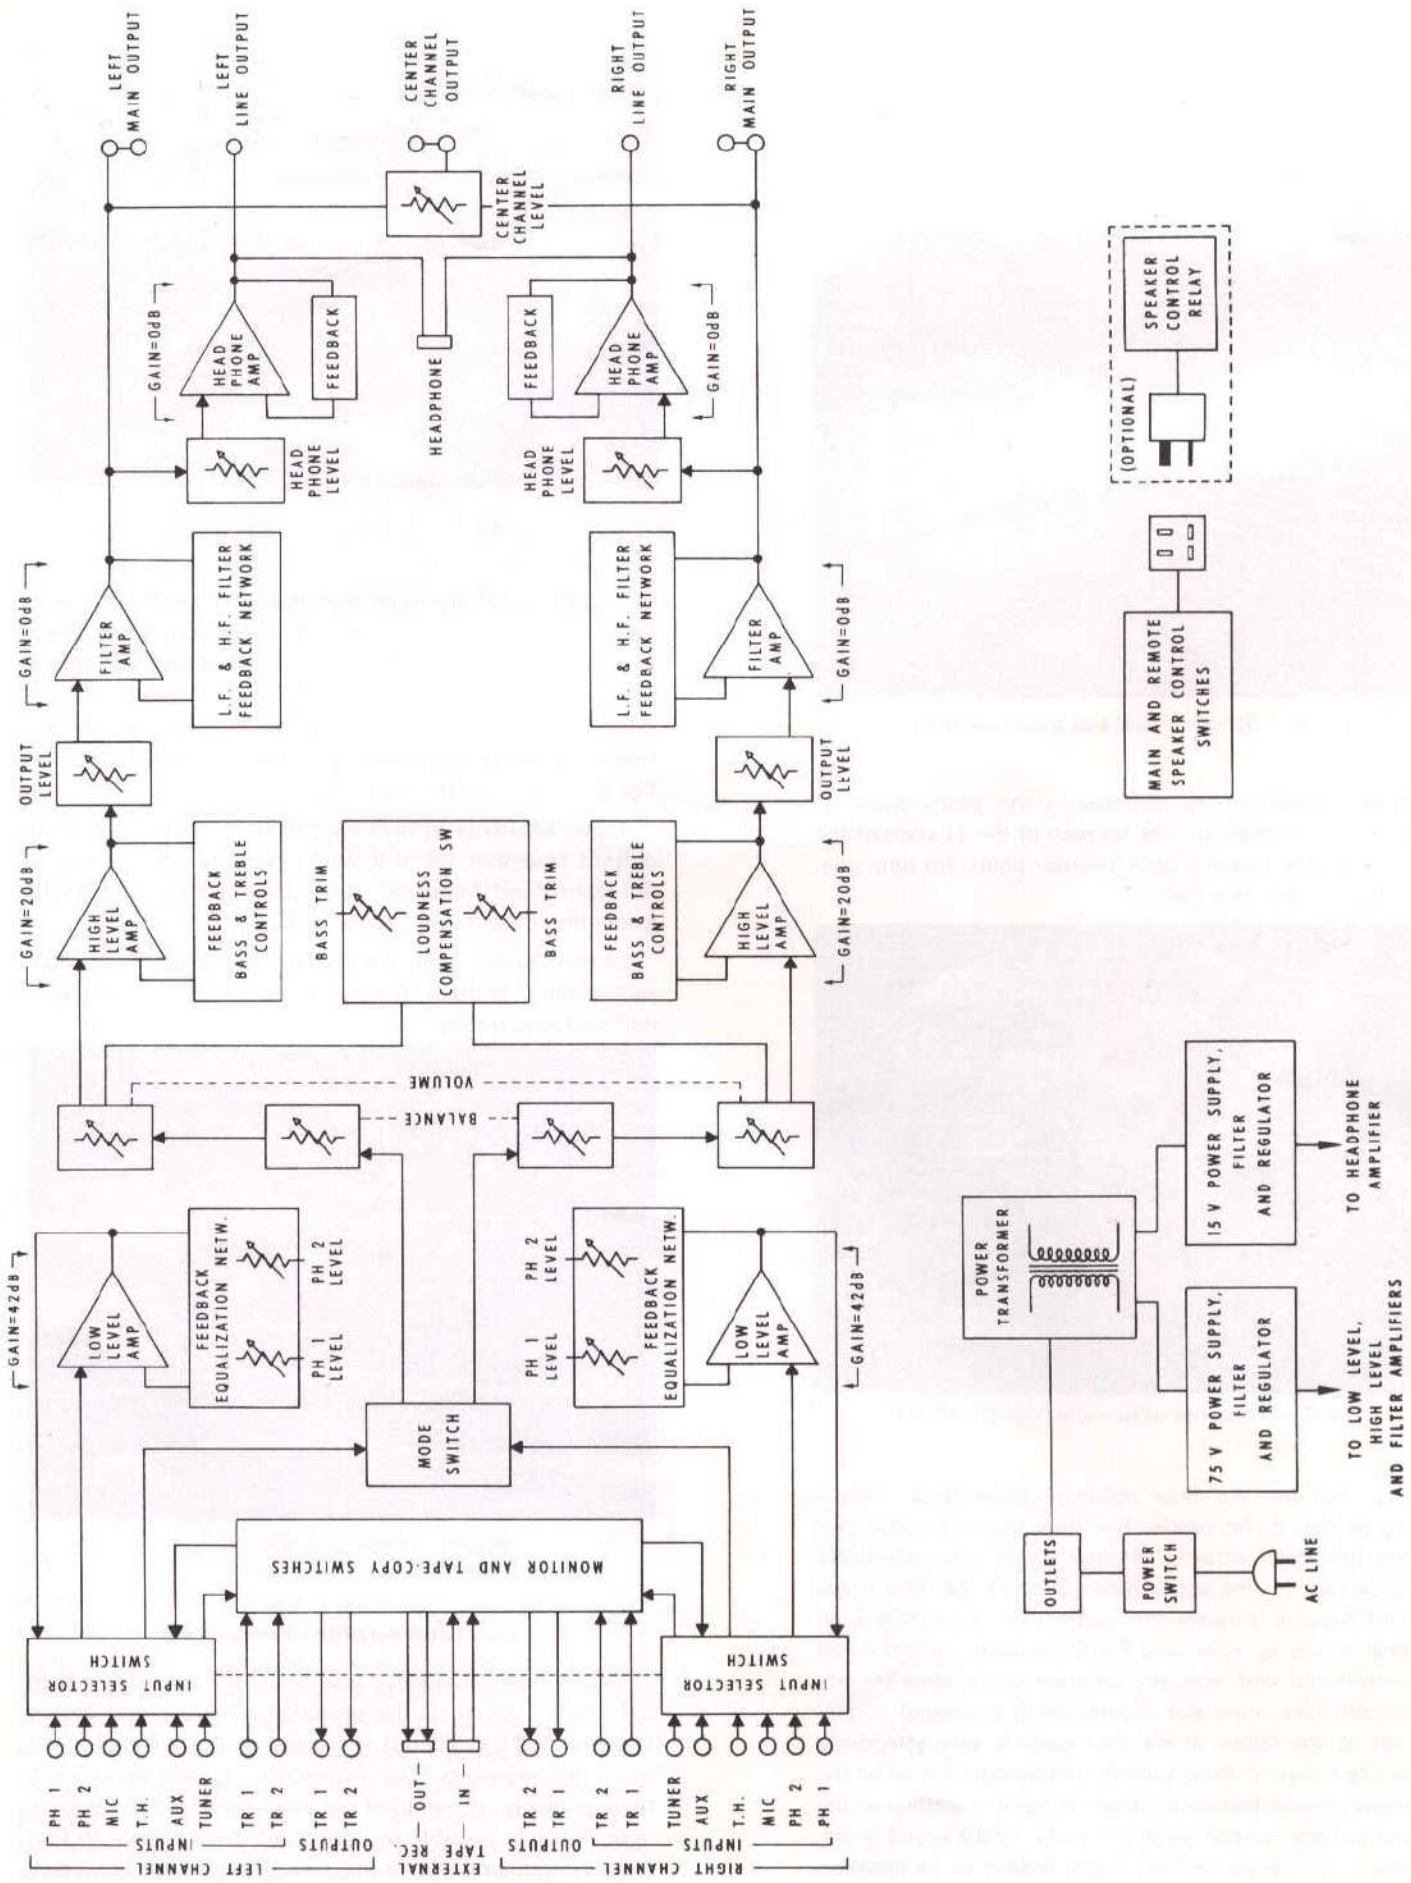 LEFT
MAIN OUTPUT
LEFT
LINE OUTPUT
CENTER
CHANNEL
OUTPUT
RIGHT
LINE OUTPUT
RIGHT
MAIN OUTPUT
CENTER
CHANNEL
LEVEL
GAIN=0dB
HEAD
PHONE
AMP
FEEDBACK
HEADPHONE
FEEDBACK
HEAD
PHONE
AMP
GAIN=0dB
HEAD
PHONE
LEVEL
HEAD
PHONE
LEVEL
GAIN=0dB
FILTER
AMP
L.F. & H.F. FILTER
FEEDBACK NETWORK
L.F. & H.F. FILTER
FEEDBACK NETWORK
FILTER
AMP
GAIN=0dB
OUTPUT
LEVEL
OUTPUT
LEVEL
GAIN=20dB
HIGH
LEVEL
AMP
FEEDBACK
BASS & TREBLE
CONTROLS
BASS TRIM
LOUDNESS
COMPENSATION SW
BASS TRIM
FEEDBACK
BASS & TREBLE
CONTROLS
HIGH
LEVEL
AMP
GAIN=20dB
VOLUME
BALANCE
GAIN=42dB
LOW
LEVEL
AMP
FEEDBACK
EQUALIZATION NETW.
PH 1
LEVEL
PH 2
LEVEL
PH 1
LEVEL
PH 2
LEVEL
FEEDBACK
EQUALIZATION NETW.
LOW
LEVEL
AMP
GAIN=42dB
MODE
SWITCH
MONITOR AND TAPE-COPY SWITCHES
INPUT SELECTOR
SWITCH
INPUT SELECTOR
SWITCH
PH 1
PH 2
MIC
T.H.
AUX
TUNER
TR 1
TR 2
TR 1
TR 2
OUT
IN
TR 2
TR 1
TR 2
TR 1
TUNER
AUX
T.H.
MIC
PH 2
PH 1
LEFT CHANNEL
INPUTS
OUTPUTS
EXTERNAL
TAPE REC.
OUTPUTS
RIGHT CHANNEL
INPUTS
(OPTIONAL)
SPEAKER
CONTROL
RELAY
MAIN AND REMOTE
SPEAKER CONTROL
SWITCHES
POWER
TRANSFORMER
15 V POWER SUPPLY,
FILTER
AND REGULATOR
TO HEADPHONE
AMPLIFIER
75 V POWER SUPPLY,
FILTER
AND REGULATOR
TO LOW LEVEL,
HIGH LEVEL
AND FILTER AMPLIFIERS
OUTLETS
POWER
SWITCH
AC LINE